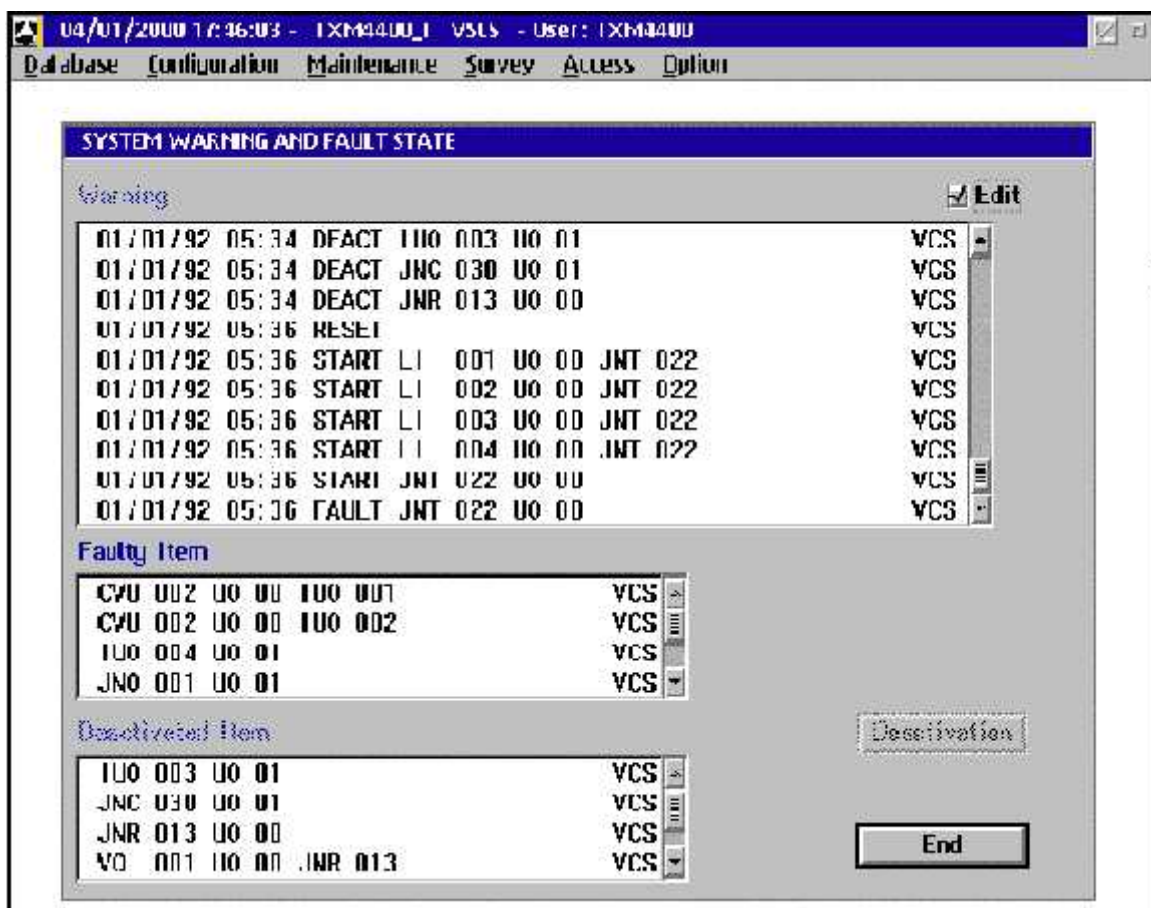 04/01/2000 17:46:03 - TXM4400_1 VSCS - User: TXM4400
Database Configuration Maintenance Survey Access Option
SYSTEM WARNING AND FAULT STATE
Warning Edit
01/01/92 05:34 DEACT TU0 003 U0 01 VCS
01/01/92 05:34 DEACT JNC 030 U0 01 VCS
01/01/92 05:34 DEACT JNR 013 U0 00 VCS
01/01/92 05:36 RESET VCS
01/01/92 05:36 START LI 001 U0 00 JNT 022 VCS
01/01/92 05:36 START LI 002 U0 00 JNT 022 VCS
01/01/92 05:36 START LI 003 U0 00 JNT 022 VCS
01/01/92 05:36 START LI 004 U0 00 JNT 022 VCS
01/01/92 05:36 START JNT 022 U0 00 VCS
01/01/92 05:36 FAULT JNT 022 U0 00 VCS
Faulty Item
CVU 002 U0 00 TU0 001 VCS
CVU 002 U0 00 TU0 002 VCS
TU0 004 U0 01 VCS
JNO 001 U0 01 VCS
Desactivated Item Desactivation
TU0 003 U0 01 VCS
JNC 030 U0 01 VCS
JNR 013 U0 00 VCS
VO 001 U0 00 JNR 013 VCS
End